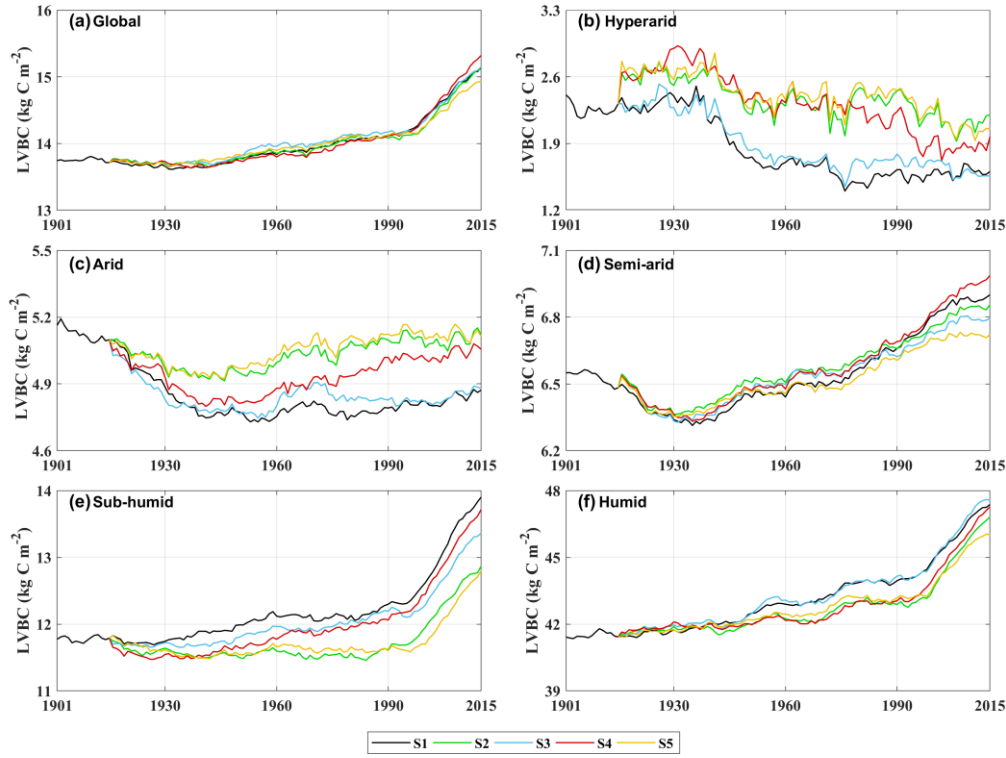 (a) Global
LVBC (kg C m⁻²)
16
15
14
13
1901 1930 1960 1990 2015
(b) Hyperarid
LVBC (kg C m⁻²)
3.3
2.6
1.9
1.2
1901 1930 1960 1990 2015
(c) Arid
LVBC (kg C m⁻²)
5.5
5.2
4.9
4.6
1901 1930 1960 1990 2015
(d) Semi-arid
LVBC (kg C m⁻²)
7.1
6.8
6.5
6.2
1901 1930 1960 1990 2015
(e) Sub-humid
LVBC (kg C m⁻²)
14
13
12
11
1901 1930 1960 1990 2015
(f) Humid
LVBC (kg C m⁻²)
48
45
42
39
1901 1930 1960 1990 2015
S1 S2 S3 S4 S5